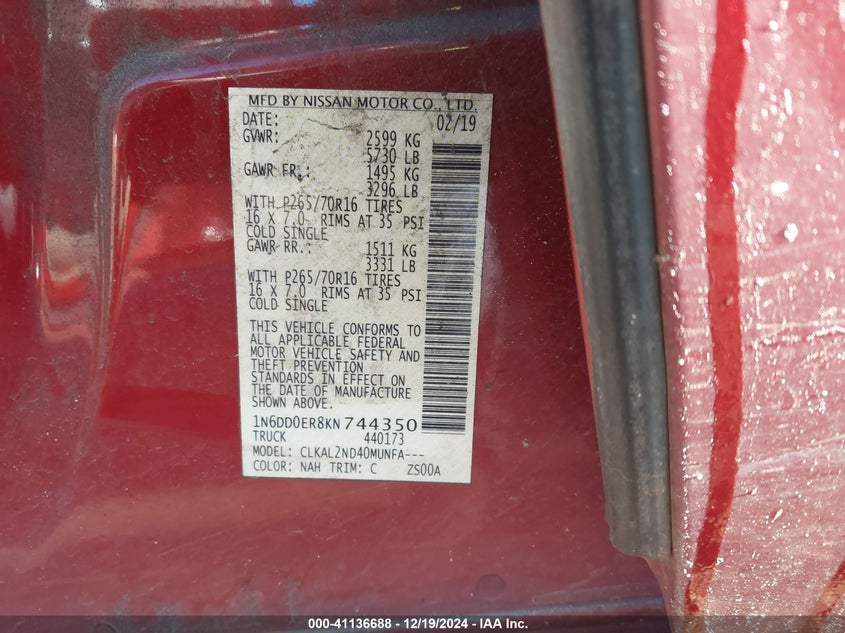 MFD BY NISSAN MOTOR CO., LTD.
DATE: 02/19
GVWR: 2599 KG
5730 LB
GAWR FR.: 1495 KG
3296 LB
WITH P265/70R16 TIRES
16 X 7.0 RIMS AT 35 PSI
COLD SINGLE
GAWR RR.: 1511 KG
3331 LB
WITH P265/70R16 TIRES
16 X 7.0 RIMS AT 35 PSI
COLD SINGLE
THIS VEHICLE CONFORMS TO
ALL APPLICABLE FEDERAL
MOTOR VEHICLE SAFETY AND
THEFT PREVENTION
STANDARDS IN EFFECT ON
THE DATE OF MANUFACTURE
SHOWN ABOVE.
1N6DD0ER8KN744350
TRUCK 440173
MODEL: CLKAL2ND40MUNFA---
COLOR: NAH TRIM: C ZS00A
000-41136688 - 12/19/2024 - IAA Inc.